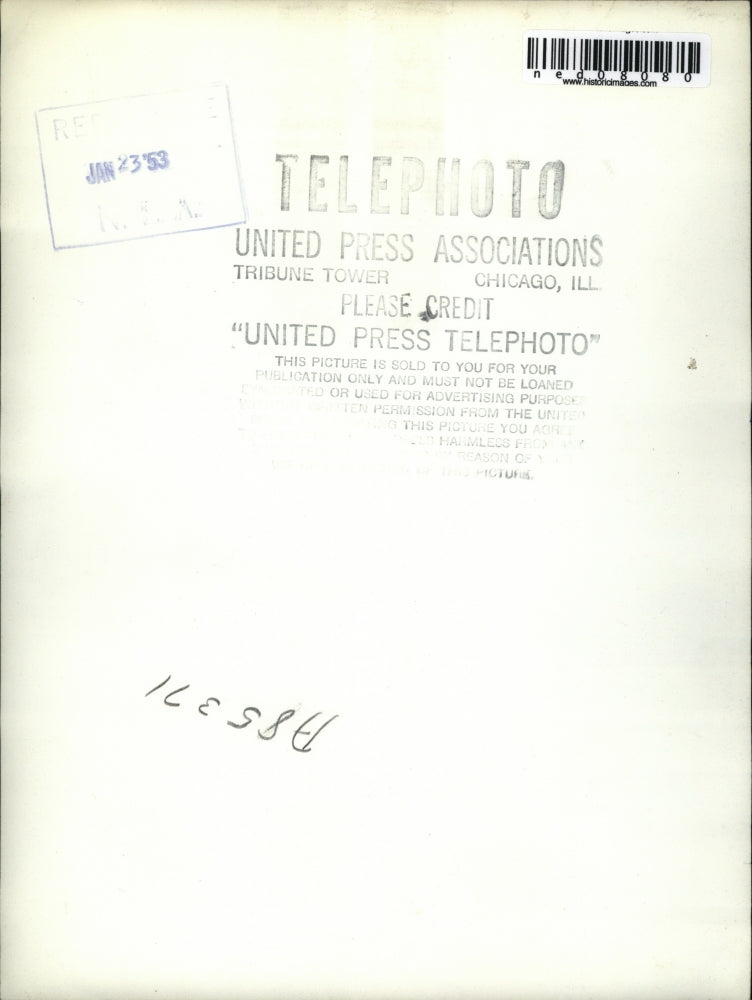 ned08080
www.historicimages.com
JAN 23 '53
N. E. A.
TELEPHOTO
UNITED PRESS ASSOCIATIONS
TRIBUNE TOWER CHICAGO, ILL.
PLEASE CREDIT
"UNITED PRESS TELEPHOTO"
THIS PICTURE IS SOLD TO YOU FOR YOUR
PUBLICATION ONLY AND MUST NOT BE LOANED
OR USED FOR ADVERTISING PURPOSES
PERMISSION FROM THE UNITED
THIS PICTURE YOU AGREE
HARMLESS FROM ANY
REASON OF
OF THIS PICTURE.
A85371